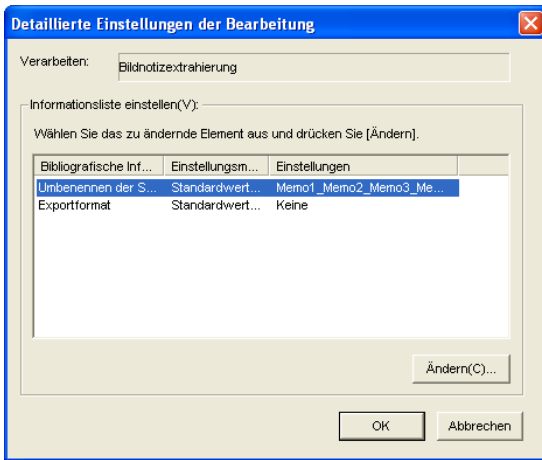 Detaillierte Einstellungen der Bearbeitung
Verarbeiten: Bildnotizextrahierung
Informationsliste einstellen(V):
Wählen Sie das zu ändernde Element aus und drücken Sie [Ändern].
Bibliografische Inf... Einstellungsm... Einstellungen
Umbenennen der S... Standardwert... Memo1_Memo2_Memo3_Me...
Exportformat Standardwert... Keine
Ändern(C)...
OK Abbrechen